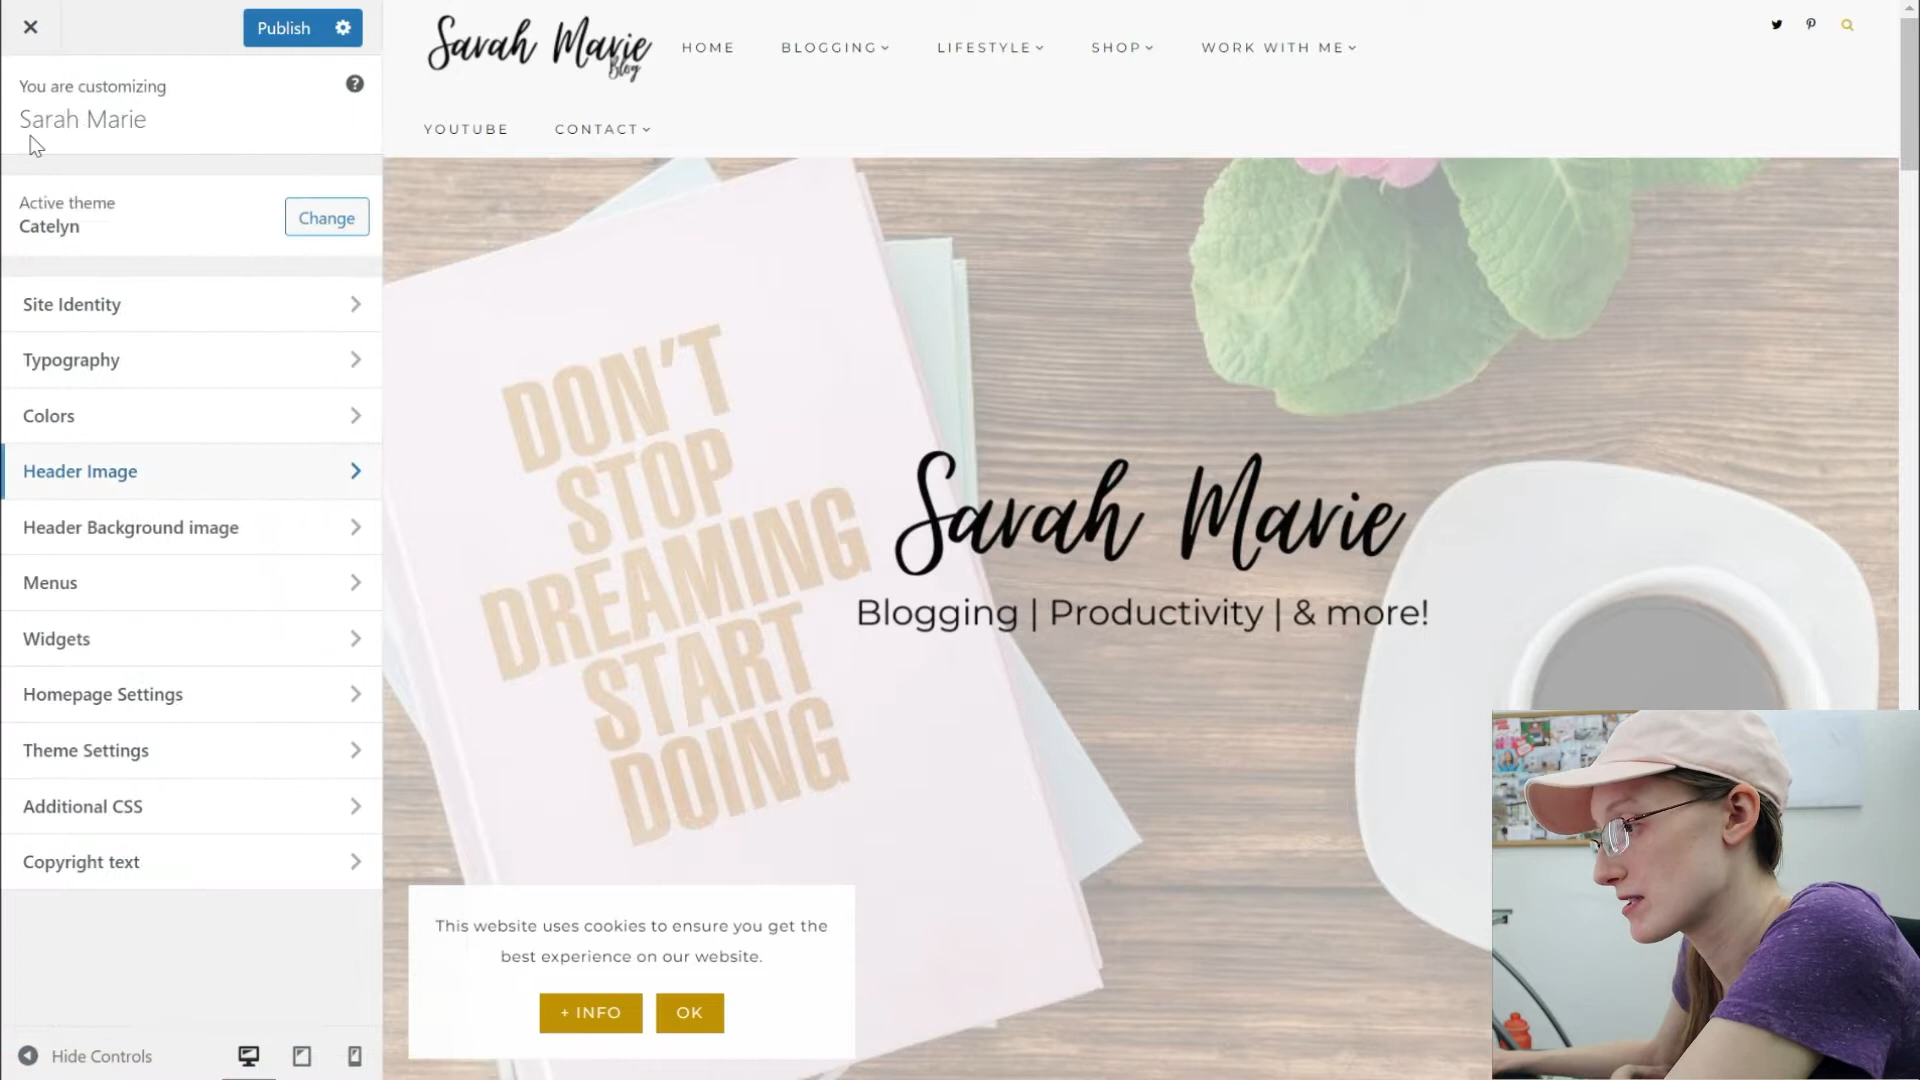 Publish
You are customizing
Sarah Marie
Active theme
Catelyn
Change
Site Identity
Typography
Colors
Header Image
Header Background image
Menus
Widgets
Homepage Settings
Theme Settings
Additional CSS
Copyright text
Hide Controls
Sarah Marie
Blog
HOME
BLOGGING
LIFESTYLE
SHOP
WORK WITH ME
YOUTUBE
CONTACT
DON'T
STOP
DREAMING
START
DOING
Sarah Marie
Blogging | Productivity | & more!
This website uses cookies to ensure you get the
best experience on our website.
+ INFO
OK